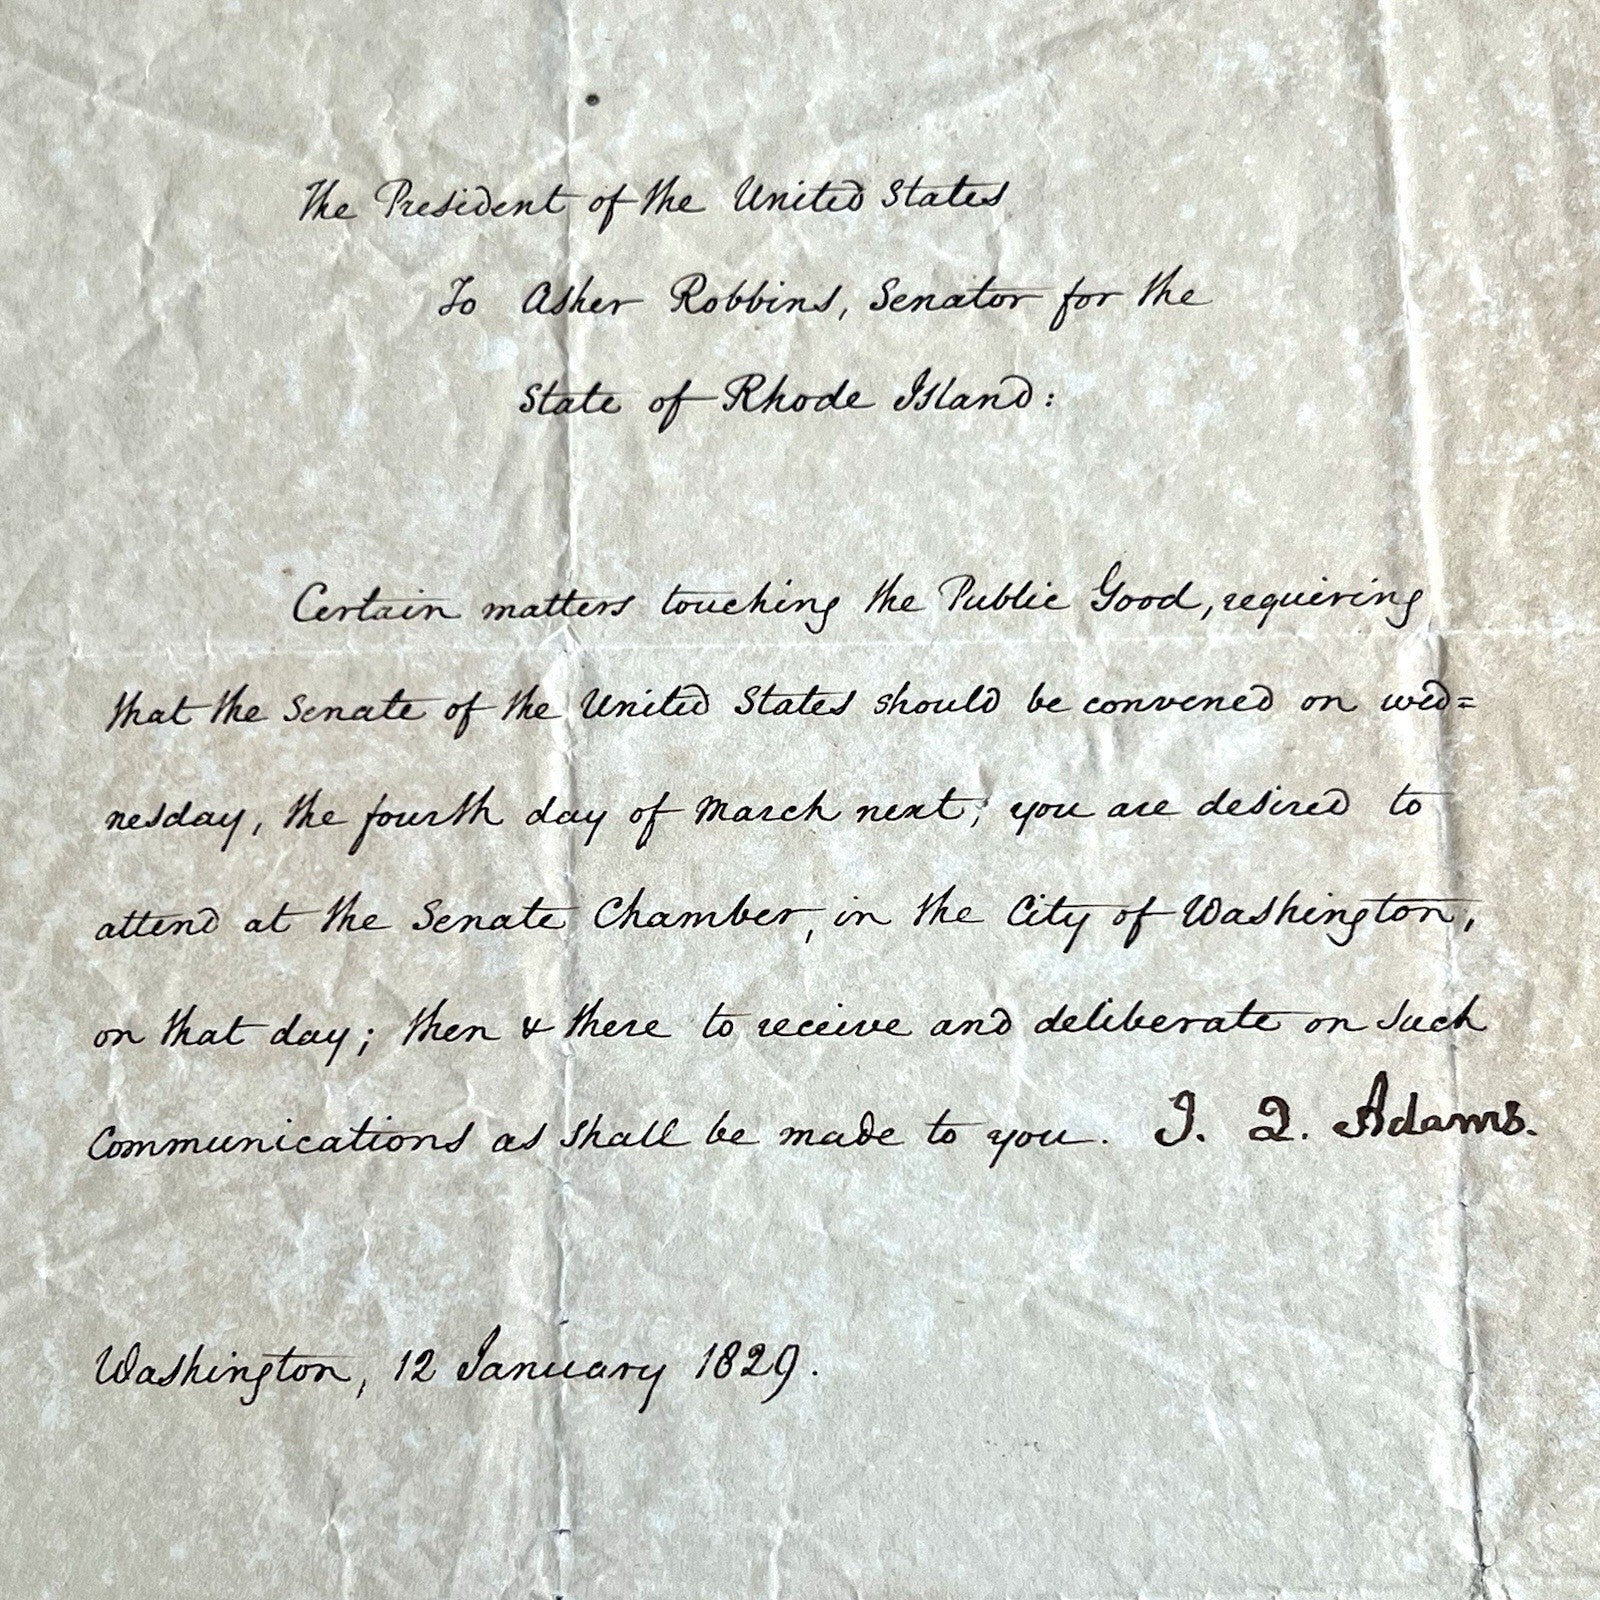 The President of the United States
To Asher Robbins, Senator for the
State of Rhode Island:
Certain matters touching the Public Good, requiring
that the Senate of the United States should be convened on wed=
nesday, the fourth day of March next, you are desired to
attend at the Senate Chamber, in the City of Washington,
on that day; then & there to receive and deliberate on such
Communications as shall be made to you. J. Q. Adams.
Washington, 12 January 1829.